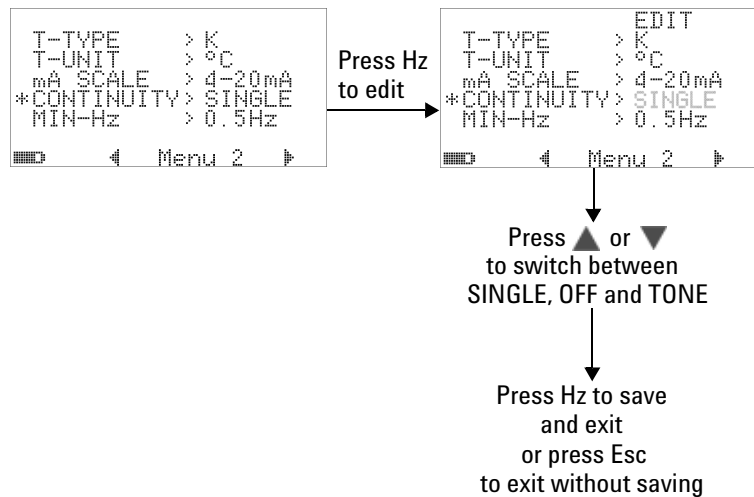 T-TYPE > K
T-UNIT > °C
mA SCALE > 4-20mA
*CONTINUITY> SINGLE
MIN-Hz > 0.5Hz
Menu 2
Press Hz
to edit
EDIT
T-TYPE > K
T-UNIT > °C
mA SCALE > 4-20mA
*CONTINUITY> SINGLE
MIN-Hz > 0.5Hz
Menu 2
Press ▲ or ▼
to switch between
SINGLE, OFF and TONE
Press Hz to save
and exit
or press Esc
to exit without saving